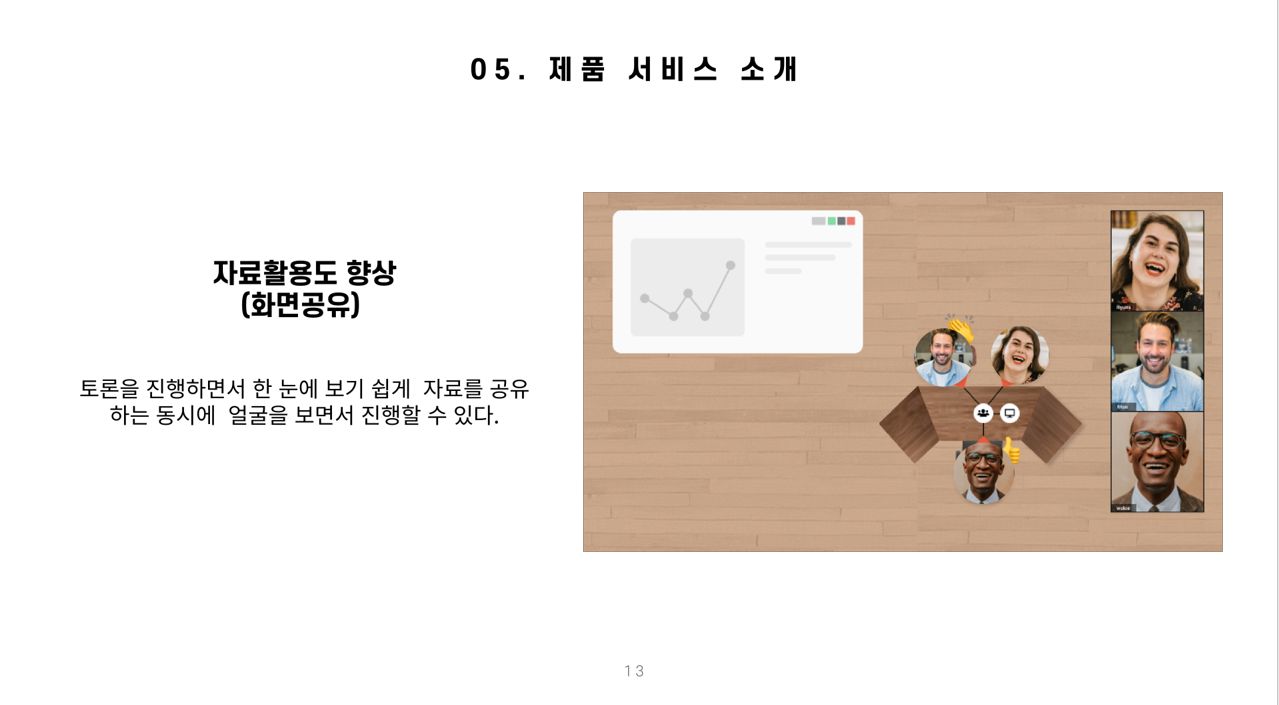 05. 제품 서비스 소개
자료활용도 향상
(화면공유)
토론을 진행하면서 한 눈에 보기 쉽게 자료를 공유
하는 동시에 얼굴을 보면서 진행할 수 있다.
13